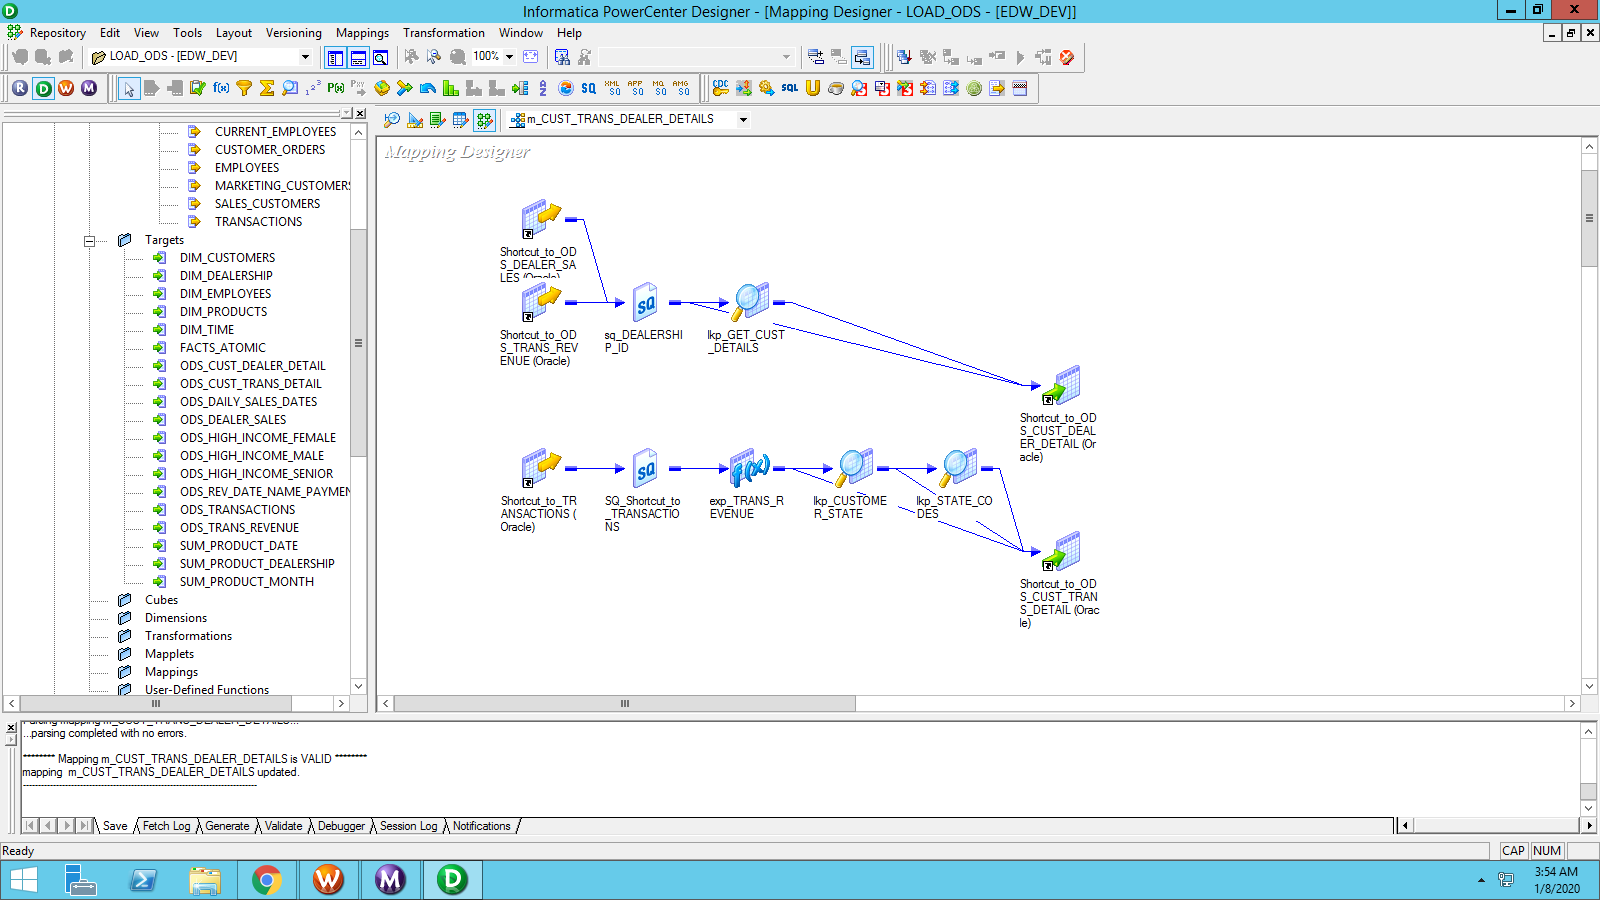 Informatica PowerCenter Designer - [Mapping Designer - LOAD_ODS - [EDW_DEV]]
Repository Edit View Tools Layout Versioning Mappings Transformation Window Help
LOAD_ODS - [EDW_DEV]
100%
m_CUST_TRANS_DEALER_DETAILS
CURRENT_EMPLOYEES
CUSTOMER_ORDERS
EMPLOYEES
MARKETING_CUSTOMERS
SALES_CUSTOMERS
TRANSACTIONS
Targets
DIM_CUSTOMERS
DIM_DEALERSHIP
DIM_EMPLOYEES
DIM_PRODUCTS
DIM_TIME
FACTS_ATOMIC
ODS_CUST_DEALER_DETAIL
ODS_CUST_TRANS_DETAIL
ODS_DAILY_SALES_DATES
ODS_DEALER_SALES
ODS_HIGH_INCOME_FEMALE
ODS_HIGH_INCOME_MALE
ODS_HIGH_INCOME_SENIOR
ODS_REV_DATE_NAME_PAYMEN
ODS_TRANSACTIONS
ODS_TRANS_REVENUE
SUM_PRODUCT_DATE
SUM_PRODUCT_DEALERSHIP
SUM_PRODUCT_MONTH
Cubes
Dimensions
Transformations
Mapplets
Mappings
User-Defined Functions
Mapping Designer
Shortcut_to_OD
S_DEALER_SA
LES (Oracle)
Shortcut_to_OD
S_TRANS_REV
ENUE (Oracle)
sq_DEALERSHI
P_ID
lkp_GET_CUST
_DETAILS
Shortcut_to_OD
S_CUST_DEAL
ER_DETAIL (Or
acle)
Shortcut_to_TR
ANSACTIONS (
Oracle)
SQ_Shortcut_to
_TRANSACTIO
NS
exp_TRANS_R
EVENUE
lkp_CUSTOME
R_STATE
lkp_STATE_CO
DES
Shortcut_to_OD
S_CUST_TRAN
S_DETAIL (Orac
le)
Parsing mapping m_CUST_TRANS_DEALER_DETAILS...
...parsing completed with no errors.
******** Mapping m_CUST_TRANS_DEALER_DETAILS is VALID ********
mapping m_CUST_TRANS_DEALER_DETAILS updated.
Save Fetch Log Generate Validate Debugger Session Log Notifications
Ready
CAP NUM
3:54 AM
1/8/2020